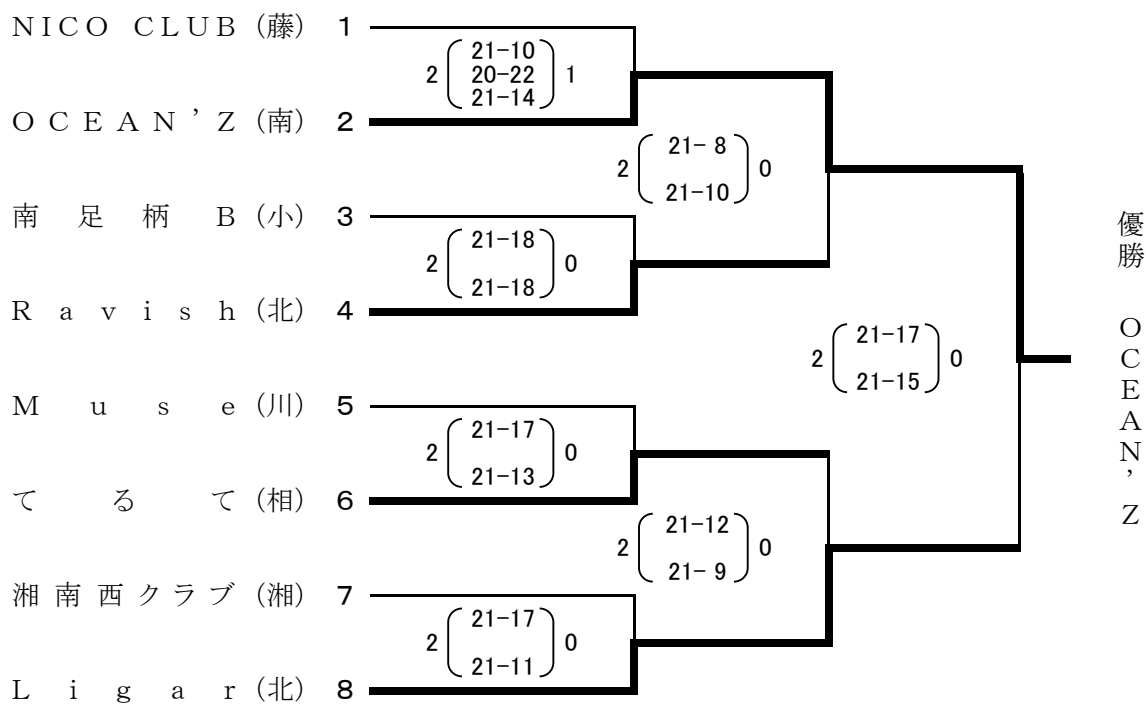 NICO CLUB (藤) 1
2 21-10 1
20-22
21-14
OCEAN'Z (南) 2
2 21- 8 0
21-10
南足柄B (小) 3
2 21-18 0
21-18
Ravish (北) 4
2 21-17 0
21-15
Muse (川) 5
2 21-17 0
21-13
てるて (相) 6
2 21-12 0
21- 9
湘南西クラブ (湘) 7
2 21-17 0
21-11
Ligar (北) 8
優勝 OCEAN'Z